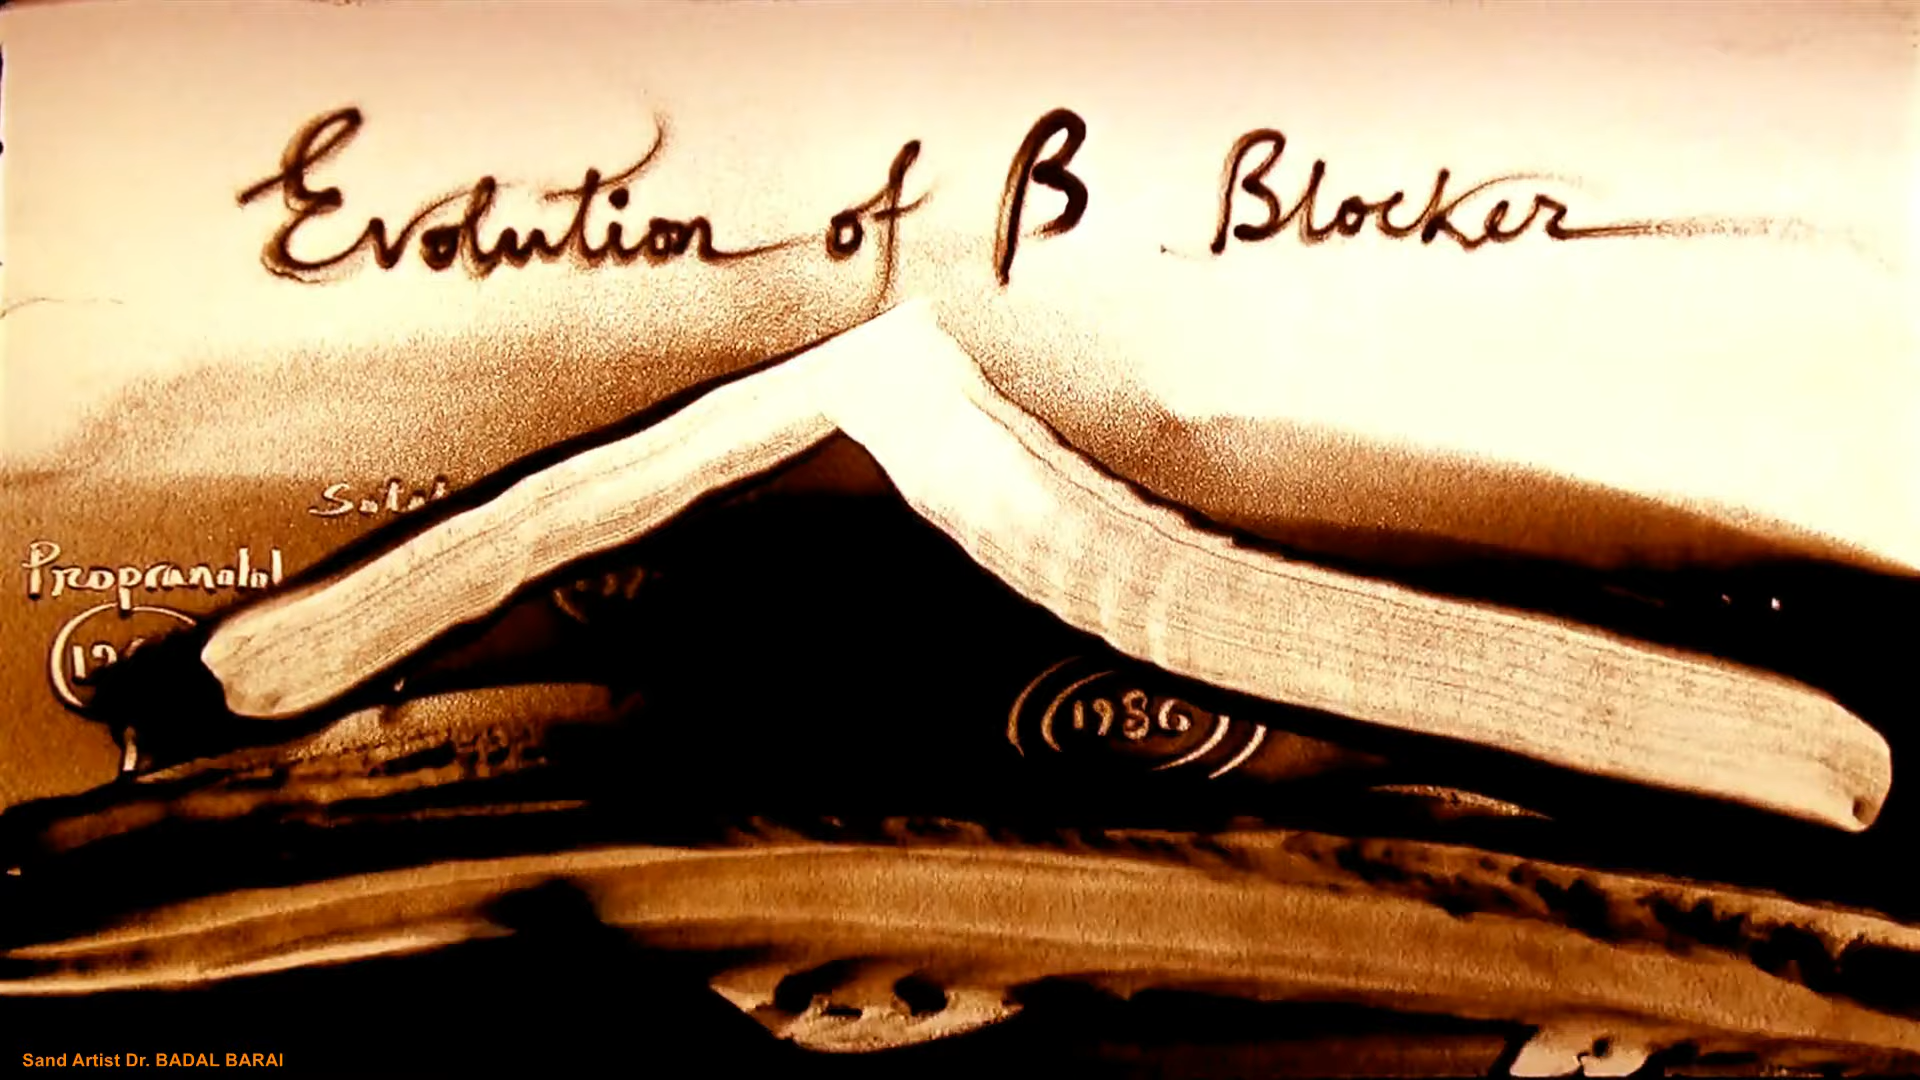 Evolution of β Blocker
Propranolol
(1986)
Sand Artist Dr. BADAL BARAI